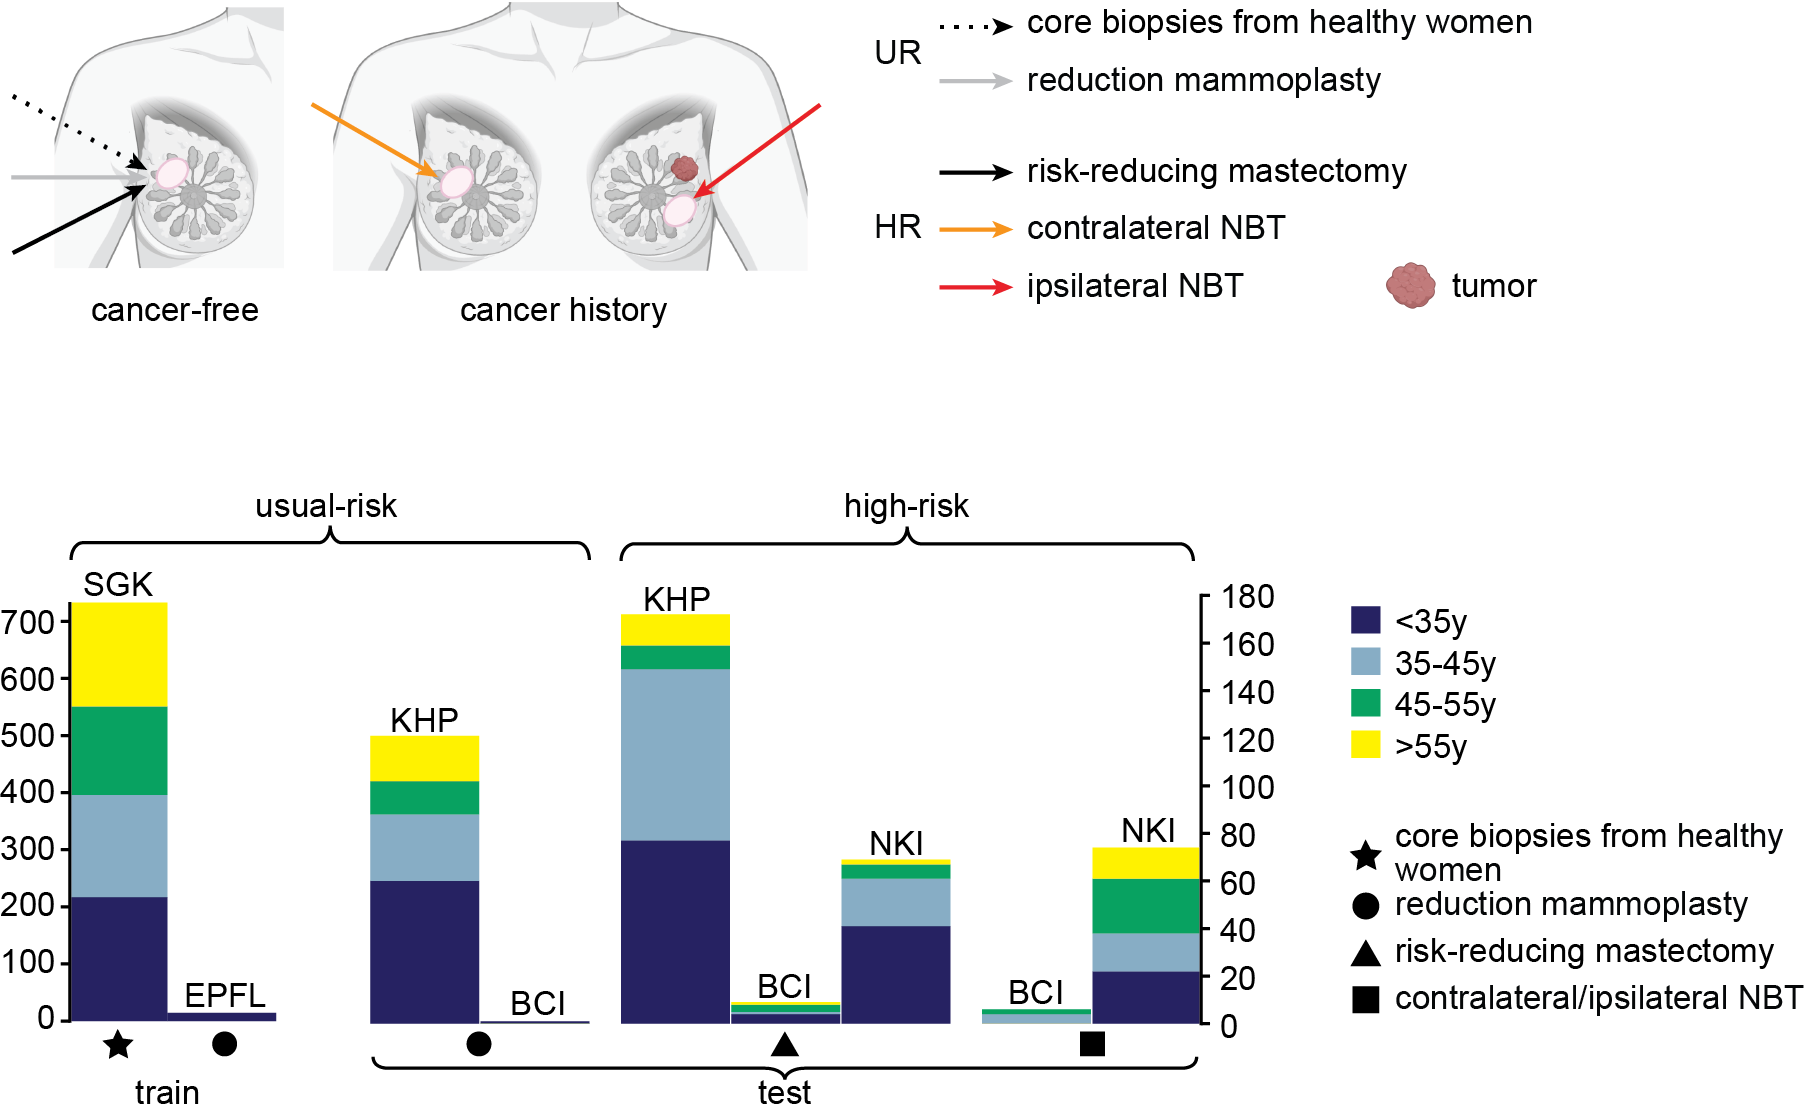 UR
core biopsies from healthy women
reduction mammoplasty
HR
risk-reducing mastectomy
contralateral NBT
ipsilateral NBT
tumor
cancer-free
cancer history
usual-risk
high-risk
SGK
EPFL
KHP
BCI
KHP
BCI
NKI
BCI
NKI
700
600
500
400
300
200
100
0
180
160
140
120
100
80
60
40
20
0
<35y
35-45y
45-55y
>55y
core biopsies from healthy
women
reduction mammoplasty
risk-reducing mastectomy
contralateral/ipsilateral NBT
train
test